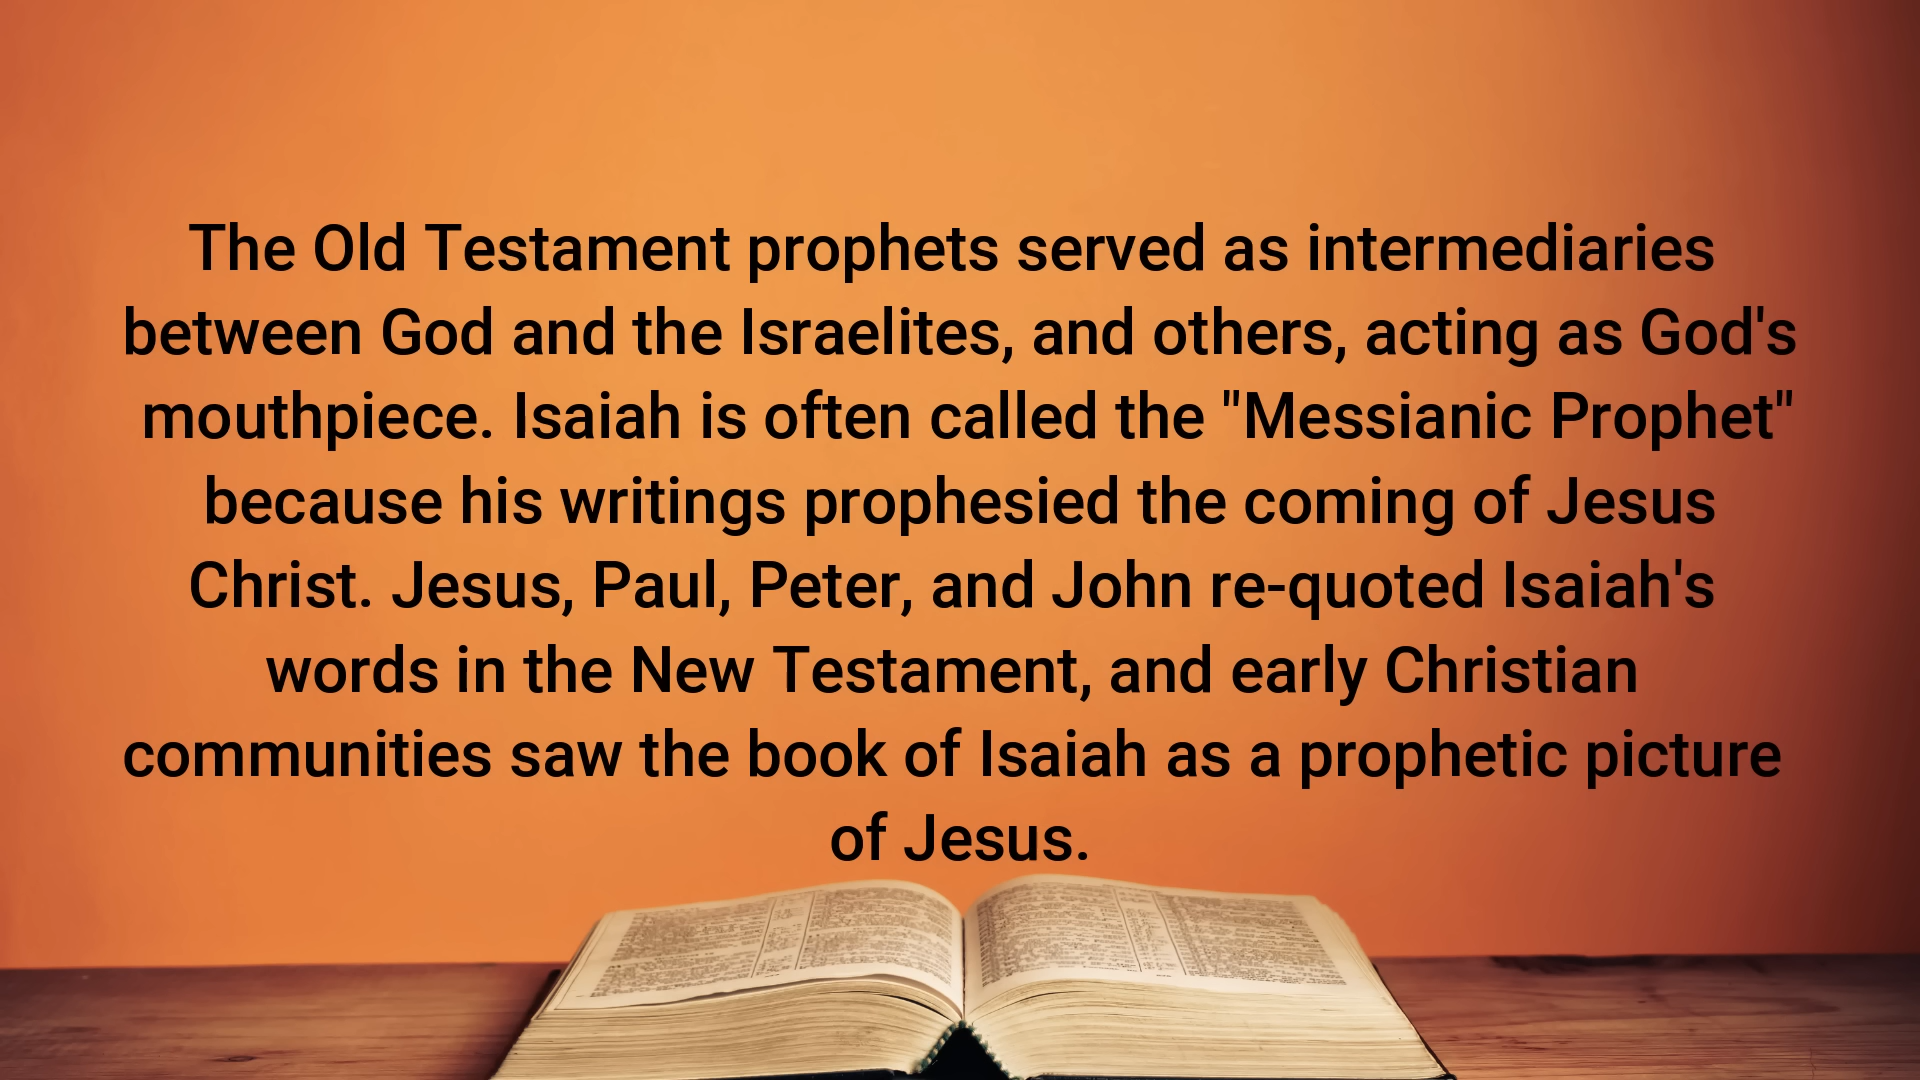 The Old Testament prophets served as intermediaries
between God and the Israelites, and others, acting as God's
mouthpiece. Isaiah is often called the "Messianic Prophet"
because his writings prophesied the coming of Jesus
Christ. Jesus, Paul, Peter, and John re-quoted Isaiah's
words in the New Testament, and early Christian
communities saw the book of Isaiah as a prophetic picture
of Jesus.